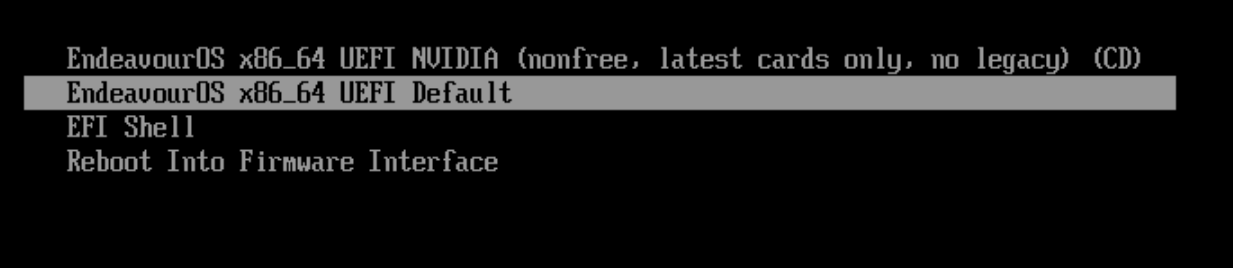 EndeavourOS x86_64 UEFI NVIDIA (nonfree, latest cards only, no legacy) (CD)
EndeavourOS x86_64 UEFI Default
EFI Shell
Reboot Into Firmware Interface